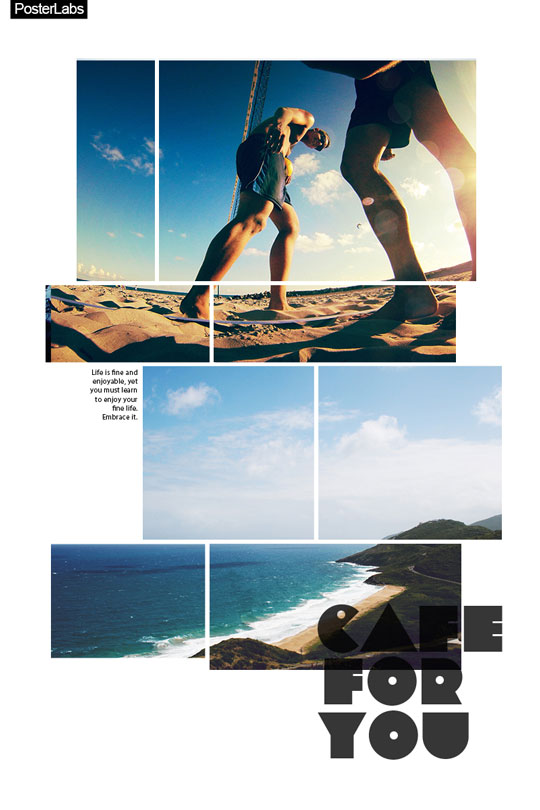 PosterLabs
Life is fine and
enjoyable, yet
you must learn
to enjoy your
fine life.
Embrace it.
CAFE
FOR
YOU